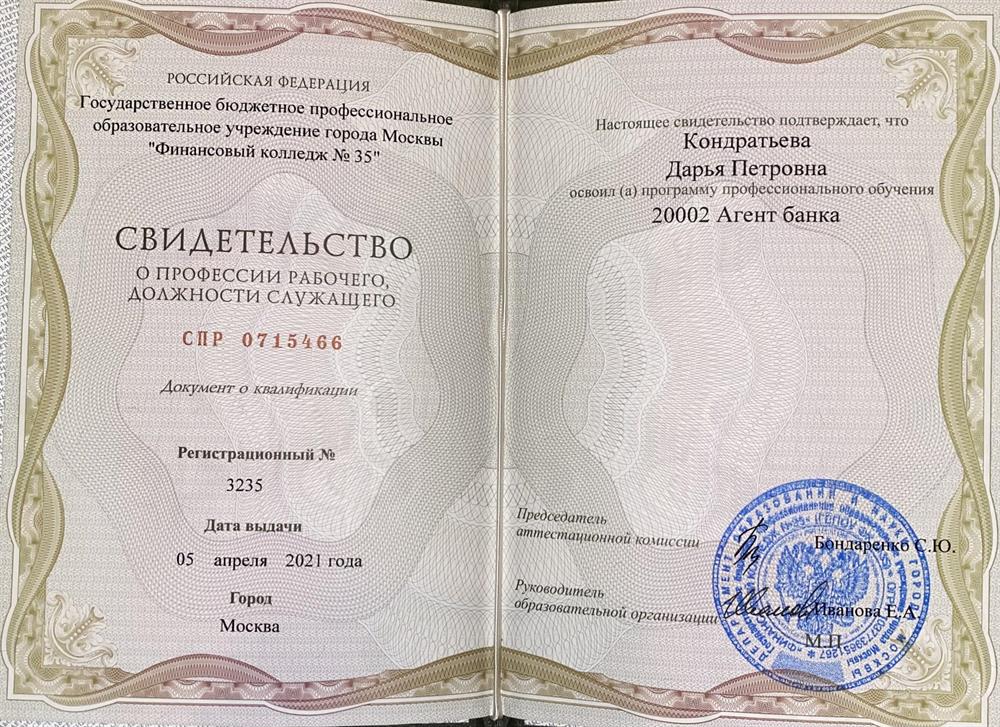 РОССИЙСКАЯ ФЕДЕРАЦИЯ
Государственное бюджетное профессиональное
образовательное учреждение города Москвы
"Финансовый колледж № 35"
СВИДЕТЕЛЬСТВО
О ПРОФЕССИИ РАБОЧЕГО,
ДОЛЖНОСТИ СЛУЖАЩЕГО
СПР 0715466
Документ о квалификации
Регистрационный №
3235
Дата выдачи
05 апреля 2021 года
Город
Москва
Настоящее свидетельство подтверждает, что
Кондратьева
Дарья Петровна
освоил (а) программу профессионального обучения
20002 Агент банка
Председатель
аттестационной комиссии
Бондаренко С.Ю.
Руководитель
образовательной организации
Иванова Е.А.
М.П.